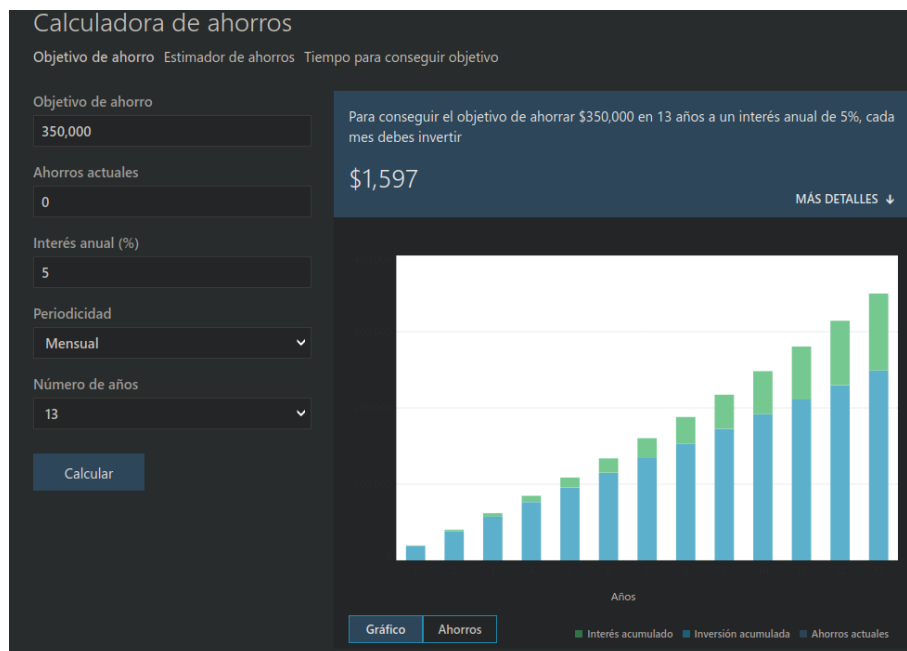 Calculadora de ahorros
Objetivo de ahorro Estimador de ahorros Tiempo para conseguir objetivo
Objetivo de ahorro
350,000
Ahorros actuales
0
Interés anual (%)
5
Periodicidad
Mensual
Número de años
13
Calcular
Para conseguir el objetivo de ahorrar $350,000 en 13 años a un interés anual de 5%, cada
mes debes invertir
$1,597
MÁS DETALLES ↓
Años
Gráfico Ahorros
Interés acumulado Inversión acumulada Ahorros actuales